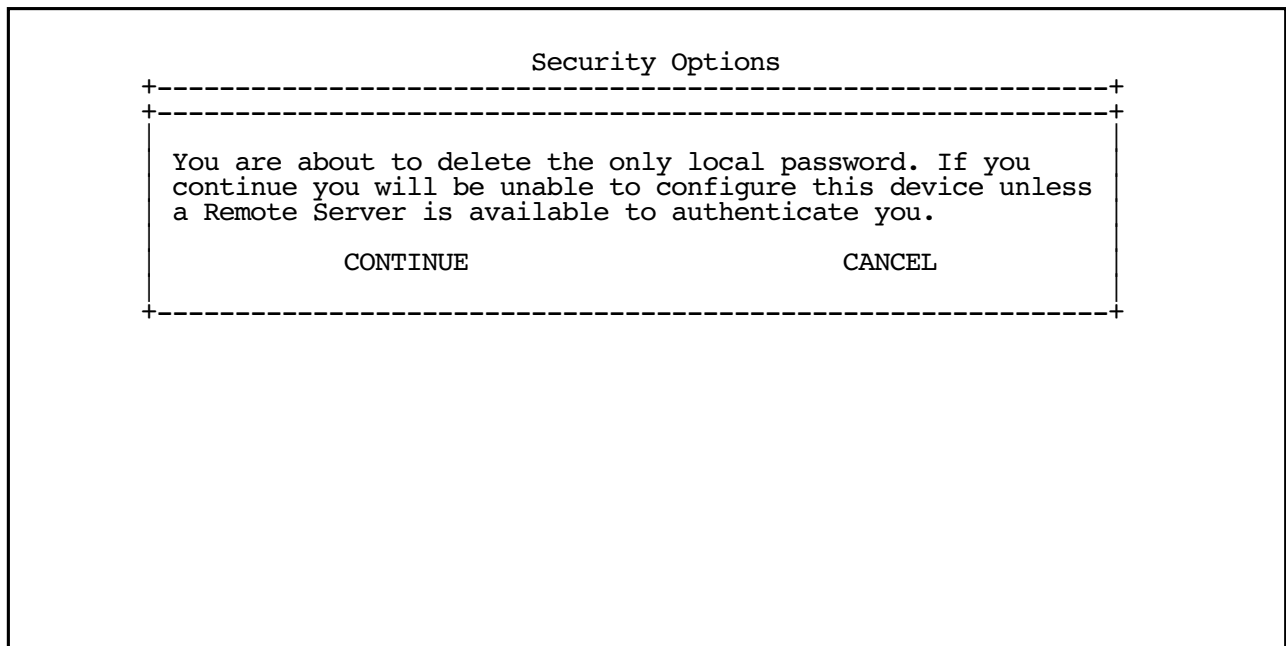 Security Options
+-------------------------------------------------------------+
+-------------------------------------------------------------+
You are about to delete the only local password. If you
continue you will be unable to configure this device unless
a Remote Server is available to authenticate you.
CONTINUE CANCEL
+-------------------------------------------------------------+